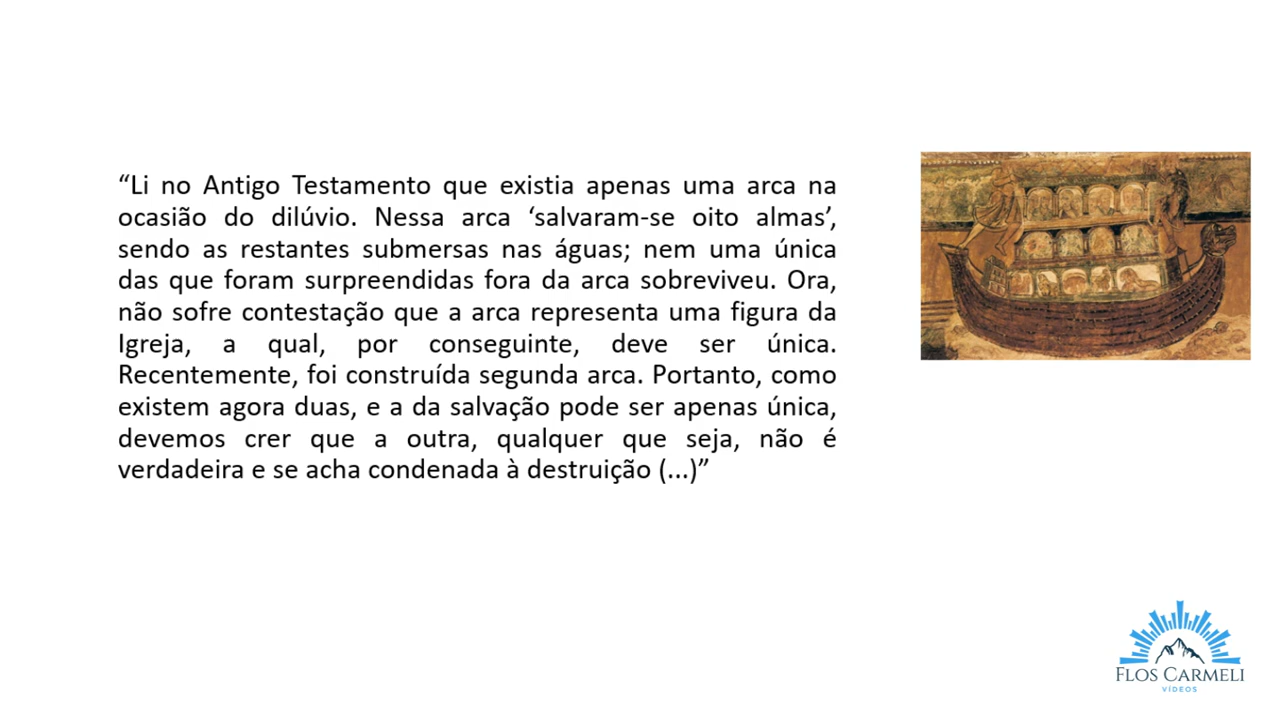 “Li no Antigo Testamento que existia apenas uma arca na
ocasião do dilúvio. Nessa arca ‘salvaram-se oito almas’,
sendo as restantes submersas nas águas; nem uma única
das que foram surpreendidas fora da arca sobreviveu. Ora,
não sofre contestação que a arca representa uma figura da
Igreja, a qual, por conseguinte, deve ser única.
Recentemente, foi construída segunda arca. Portanto, como
existem agora duas, e a da salvação pode ser apenas única,
devemos crer que a outra, qualquer que seja, não é
verdadeira e se acha condenada à destruição (...)”
FLOS CARMELI
VÍDEOS